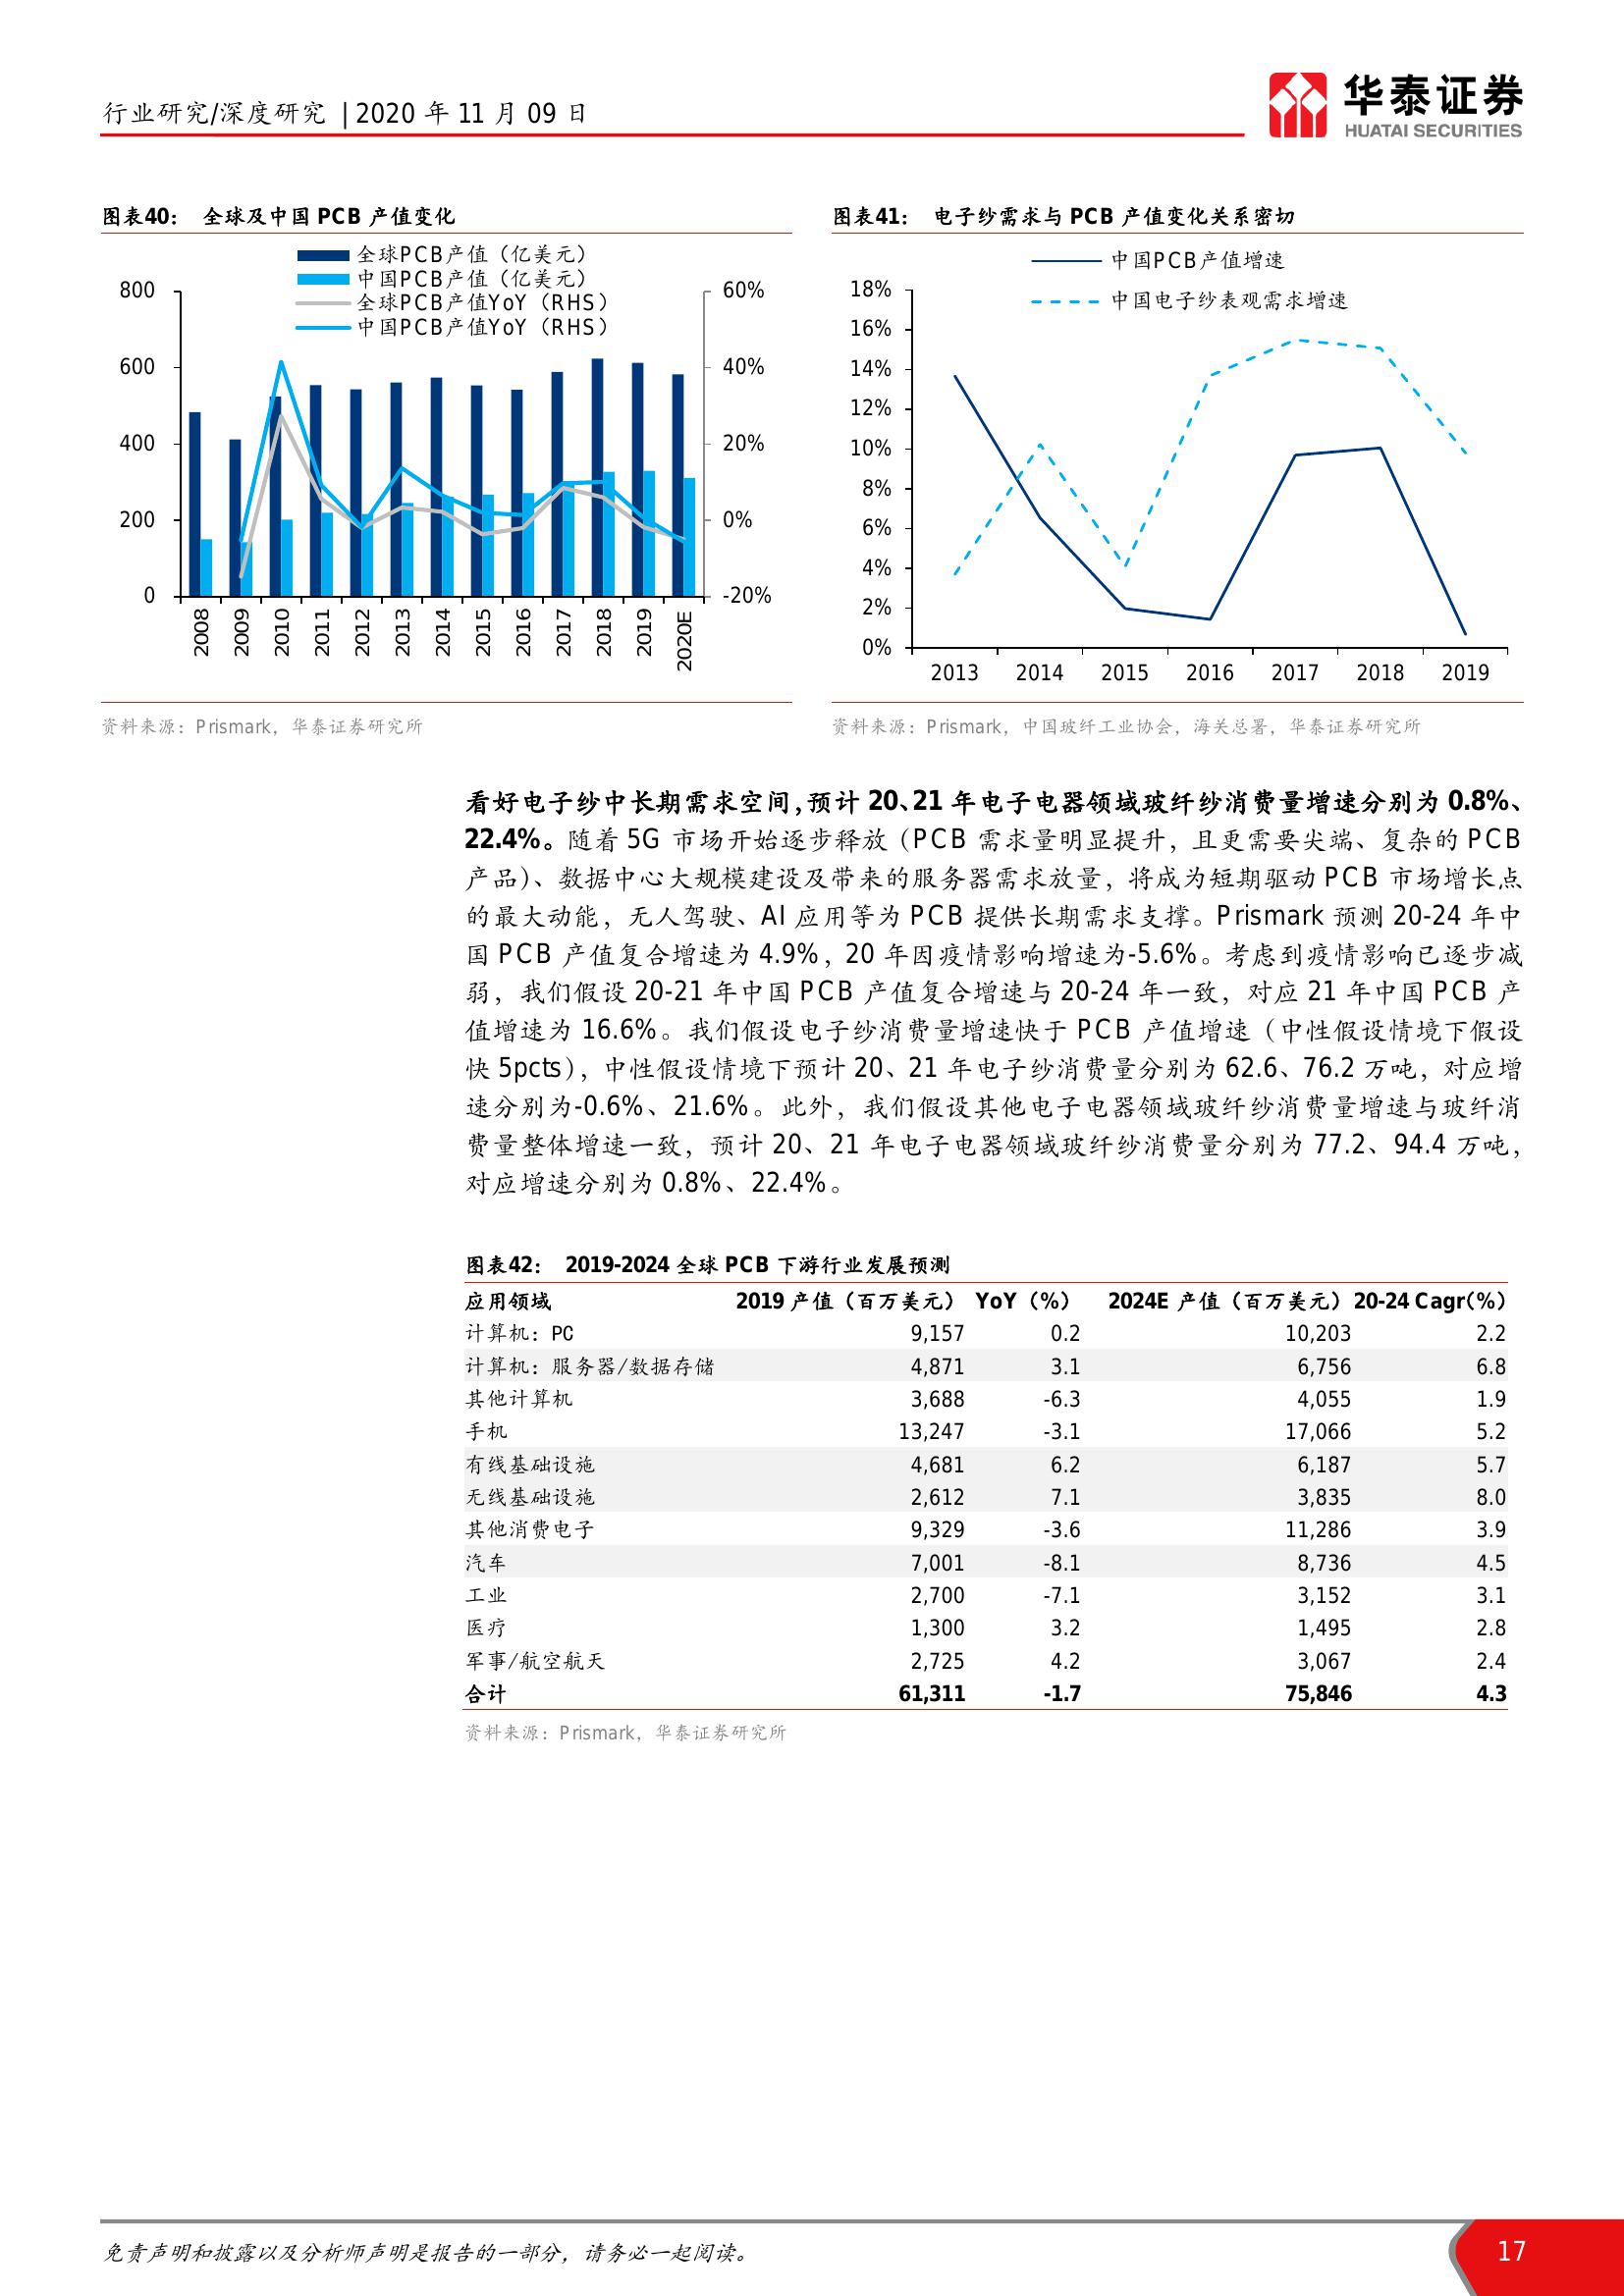 行业研究/深度研究 | 2020 年 11 月 09 日
华泰证券
HUATAI SECURITIES
图表40： 全球及中国 PCB 产值变化
全球PCB产值（亿美元）
中国PCB产值（亿美元）
全球PCB产值YoY（RHS）
中国PCB产值YoY（RHS）
800
600
400
200
0
60%
40%
20%
0%
-20%
2008 2009 2010 2011 2012 2013 2014 2015 2016 2017 2018 2019 2020E
资料来源：Prismark，华泰证券研究所
图表41： 电子纱需求与 PCB 产值变化关系密切
中国PCB产值增速
中国电子纱表观需求增速
18%
16%
14%
12%
10%
8%
6%
4%
2%
0%
2013 2014 2015 2016 2017 2018 2019
资料来源：Prismark，中国玻纤工业协会，海关总署，华泰证券研究所
看好电子纱中长期需求空间，预计 20、21 年电子电器领域玻纤纱消费量增速分别为 0.8%、
22.4%。随着 5G 市场开始逐步释放（PCB 需求量明显提升，且更需要尖端、复杂的 PCB
产品）、数据中心大规模建设及带来的服务器需求放量，将成为短期驱动 PCB 市场增长点
的最大动能，无人驾驶、AI 应用等为 PCB 提供长期需求支撑。Prismark 预测 20-24 年中
国 PCB 产值复合增速为 4.9%，20 年因疫情影响增速为-5.6%。考虑到疫情影响已逐步减
弱，我们假设 20-21 年中国 PCB 产值复合增速与 20-24 年一致，对应 21 年中国 PCB 产
值增速为 16.6%。我们假设电子纱消费量增速快于 PCB 产值增速（中性假设情境下假设
快 5pcts），中性假设情境下预计 20、21 年电子纱消费量分别为 62.6、76.2 万吨，对应增
速分别为-0.6%、21.6%。此外，我们假设其他电子电器领域玻纤纱消费量增速与玻纤消
费量整体增速一致，预计 20、21 年电子电器领域玻纤纱消费量分别为 77.2、94.4 万吨，
对应增速分别为 0.8%、22.4%。
图表42： 2019-2024 全球 PCB 下游行业发展预测
应用领域 2019 产值（百万美元） YoY（%） 2024E 产值（百万美元） 20-24 Cagr(%)
计算机：PC 9,157 0.2 10,203 2.2
计算机：服务器/数据存储 4,871 3.1 6,756 6.8
其他计算机 3,688 -6.3 4,055 1.9
手机 13,247 -3.1 17,066 5.2
有线基础设施 4,681 6.2 6,187 5.7
无线基础设施 2,612 7.1 3,835 8.0
其他消费电子 9,329 -3.6 11,286 3.9
汽车 7,001 -8.1 8,736 4.5
工业 2,700 -7.1 3,152 3.1
医疗 1,300 3.2 1,495 2.8
军事/航空航天 2,725 4.2 3,067 2.4
合计 61,311 -1.7 75,846 4.3
资料来源：Prismark，华泰证券研究所
免责声明和披露以及分析师声明是报告的一部分，请务必一起阅读。
17